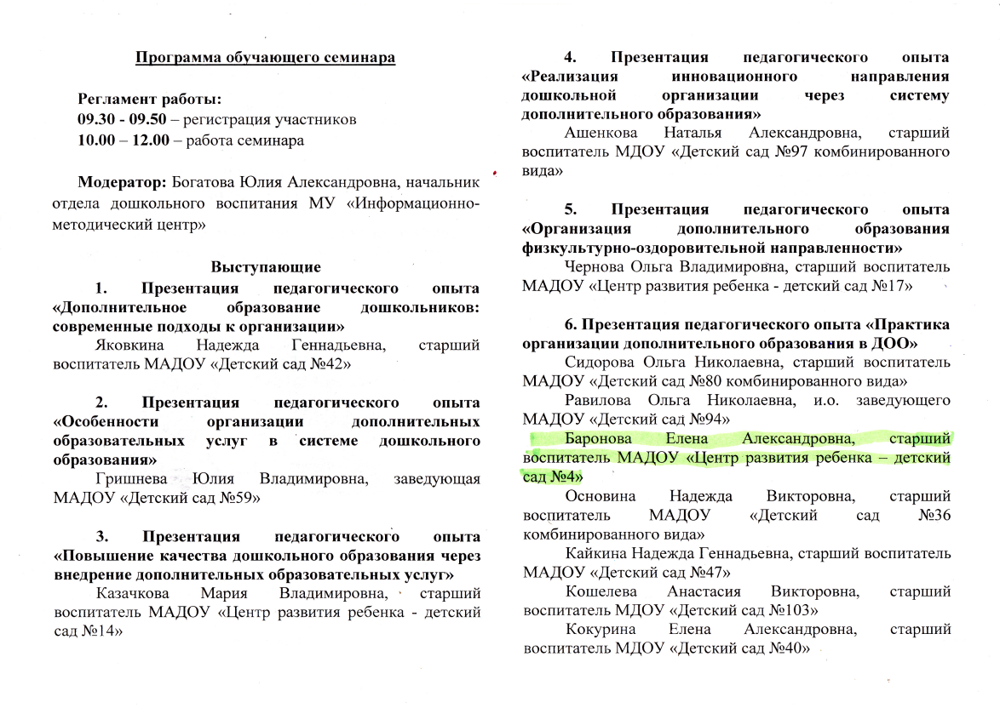 Программа обучающего семинара
Регламент работы:
09.30 - 09.50 – регистрация участников
10.00 – 12.00 – работа семинара
Модератор: Богатова Юлия Александровна, начальник
отдела дошкольного воспитания МУ «Информационно-
методический центр»
Выступающие
1. Презентация педагогического опыта
«Дополнительное образование дошкольников:
современные подходы к организации»
Яковкина Надежда Геннадьевна, старший
воспитатель МАДОУ «Детский сад №42»
2. Презентация педагогического опыта
«Особенности организации дополнительных
образовательных услуг в системе дошкольного
образования»
Гришнева Юлия Владимировна, заведующая
МАДОУ «Детский сад №59»
3. Презентация педагогического опыта
«Повышение качества дошкольного образования через
внедрение дополнительных образовательных услуг»
Казачкова Мария Владимировна, старший
воспитатель МАДОУ «Центр развития ребенка - детский
сад №14»
4. Презентация педагогического опыта
«Реализация инновационного направления
дошкольной организации через систему
дополнительного образования»
Ашенкова Наталья Александровна, старший
воспитатель МДОУ «Детский сад №97 комбинированного
вида»
5. Презентация педагогического опыта
«Организация дополнительного образования
физкультурно-оздоровительной направленности»
Чернова Ольга Владимировна, старший воспитатель
МАДОУ «Центр развития ребенка - детский сад №17»
6. Презентация педагогического опыта «Практика
организации дополнительного образования в ДОО»
Сидорова Ольга Николаевна, старший воспитатель
МАДОУ «Детский сад №80 комбинированного вида»
Равилова Ольга Николаевна, и.о. заведующего
МАДОУ «Детский сад №94»
Баронова Елена Александровна, старший
воспитатель МАДОУ «Центр развития ребенка – детский
сад №4»
Основина Надежда Викторовна, старший
воспитатель МАДОУ «Детский сад №36
комбинированного вида»
Кайкина Надежда Геннадьевна, старший воспитатель
МАДОУ «Детский сад №47»
Кошелева Анастасия Викторовна, старший
воспитатель МДОУ «Детский сад №103»
Кокурина Елена Александровна, старший
воспитатель МДОУ «Детский сад №40»